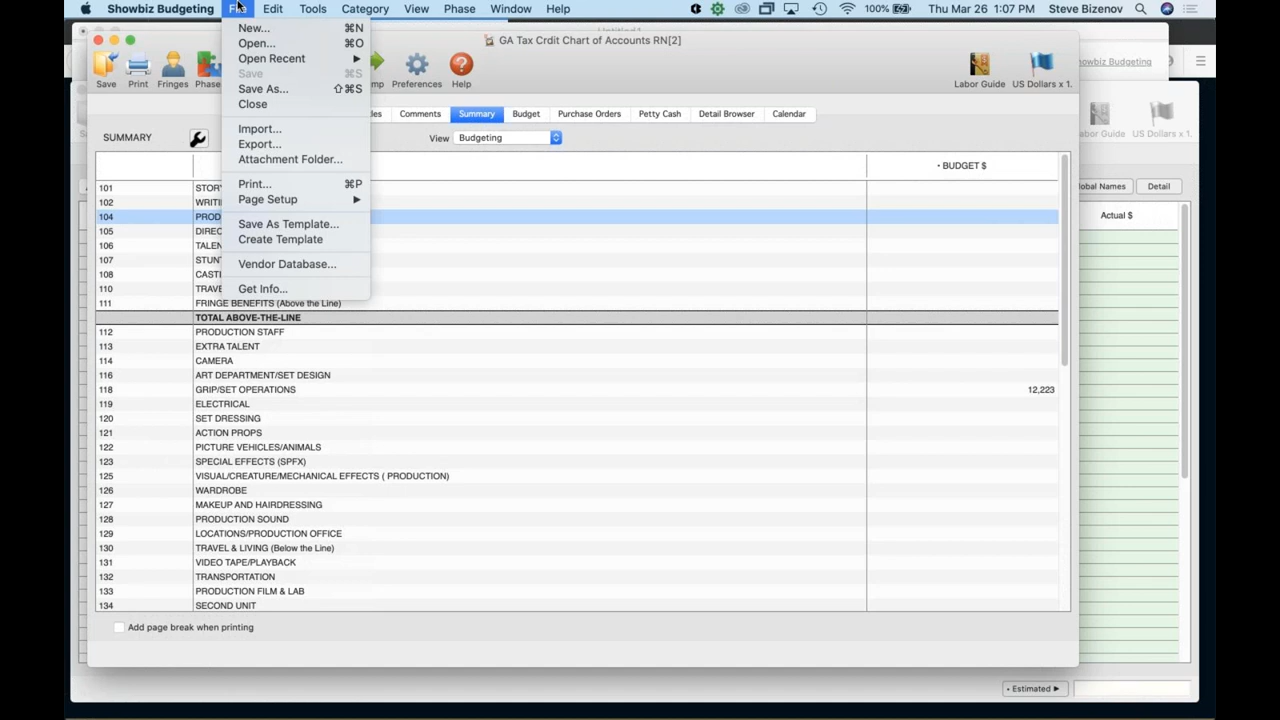 Showbiz Budgeting Edit Tools Category View Phase Window Help 100% Thu Mar 26 1:07 PM Steve Bizenov
GA Tax Crdit Chart of Accounts RN[2]
Save Print Fringes Preferences Help Labor Guide US Dollars x 1.
Showbiz Budgeting
abor Guide US Dollars x 1.
New... ⌘N
Open... ⌘O
Open Recent ▶
Save ⌘S
Save As... ⇧⌘S
Close
Import...
Export...
Attachment Folder...
Print... ⌘P
Page Setup ▶
Save As Template...
Create Template
Vendor Database...
Get Info...
Comments Summary Budget Purchase Orders Petty Cash Detail Browser Calendar
SUMMARY View Budgeting
• BUDGET $
obal Names Detail
Actual $
101
102
104
105
106
107
108
110
111 FRINGE BENEFITS (Above the Line)
TOTAL ABOVE-THE-LINE
112 PRODUCTION STAFF
113 EXTRA TALENT
114 CAMERA
116 ART DEPARTMENT/SET DESIGN
118 GRIP/SET OPERATIONS 12,223
119 ELECTRICAL
120 SET DRESSING
121 ACTION PROPS
122 PICTURE VEHICLES/ANIMALS
123 SPECIAL EFFECTS (SPFX)
125 VISUAL/CREATURE/MECHANICAL EFFECTS ( PRODUCTION)
126 WARDROBE
127 MAKEUP AND HAIRDRESSING
128 PRODUCTION SOUND
129 LOCATIONS/PRODUCTION OFFICE
130 TRAVEL & LIVING (Below the Line)
131 VIDEO TAPE/PLAYBACK
132 TRANSPORTATION
133 PRODUCTION FILM & LAB
134 SECOND UNIT
Add page break when printing
• Estimated ▶